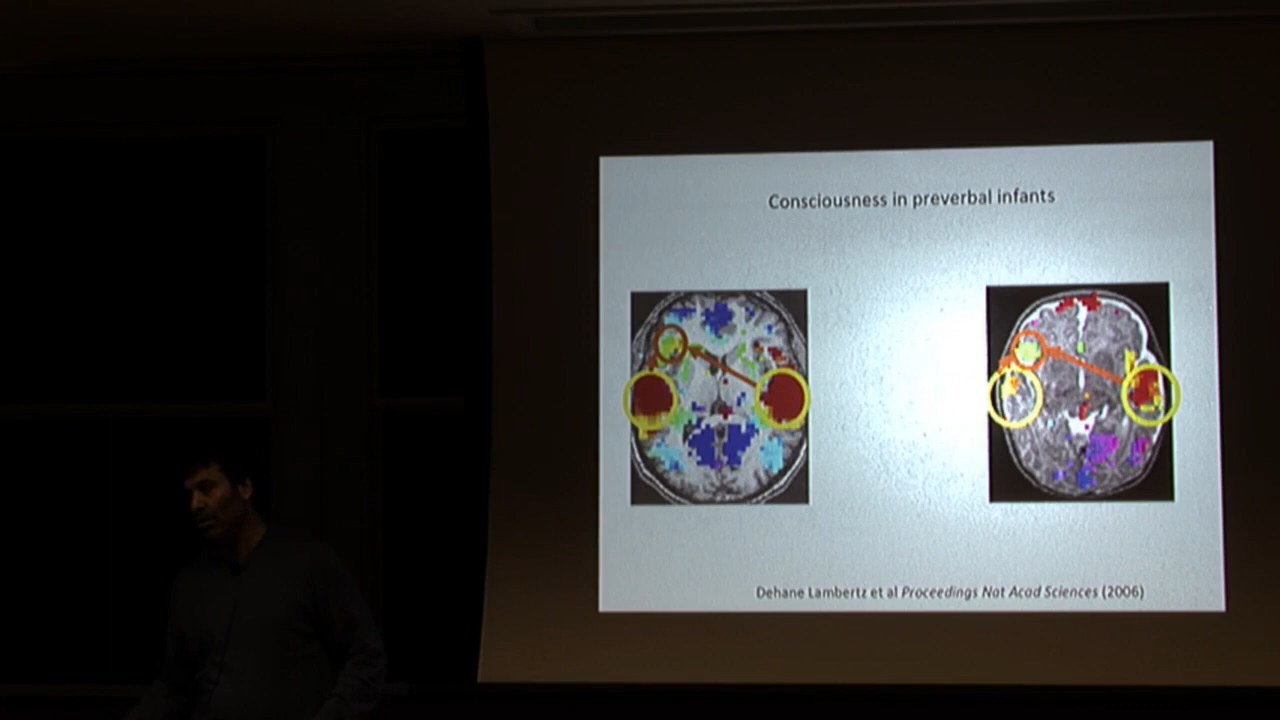 Consciousness in preverbal infants
Dehane Lambertz et al Proceedings Nat Acad Sciences (2006)